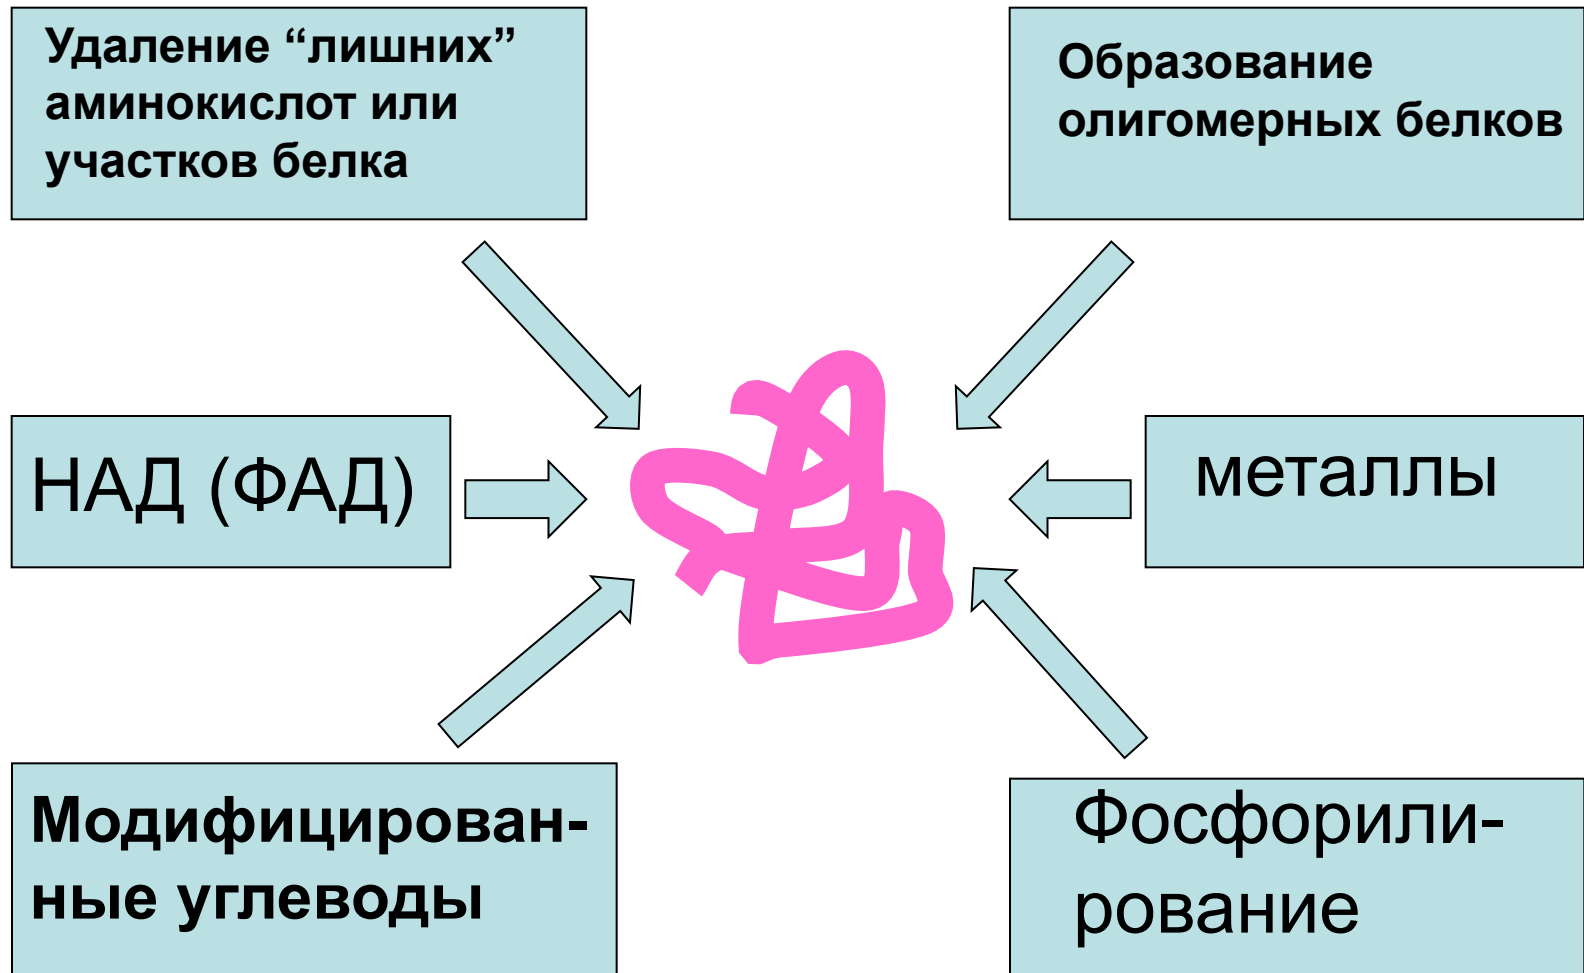 Удаление “лишних”
аминокислот или
участков белка
Образование
олигомерных белков
НАД (ФАД)
металлы
Модифицирован-
ные углеводы
Фосфорили-
рование